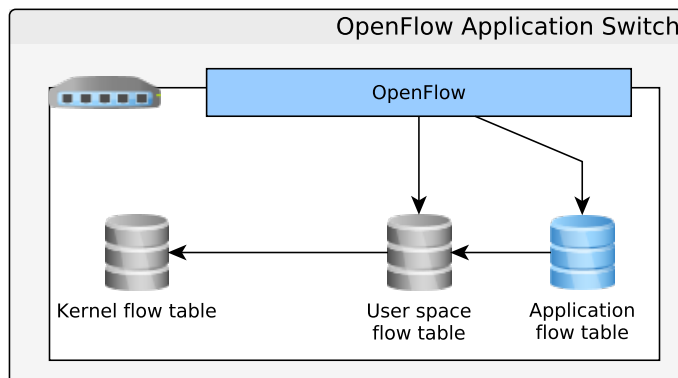 OpenFlow Application Switch
OpenFlow
Kernel flow table
User space
flow table
Application
flow table